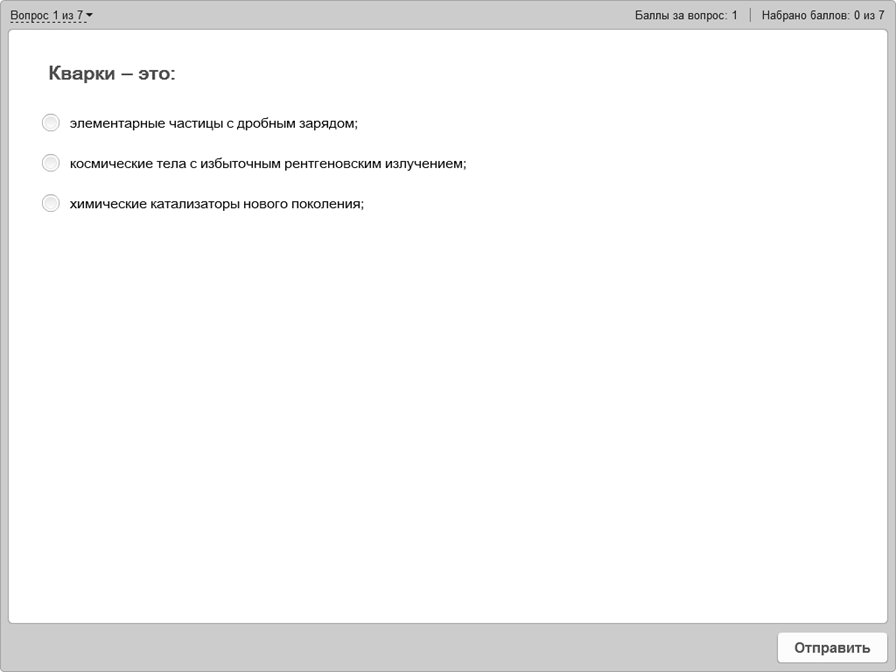 Вопрос 1 из 7
Баллы за вопрос: 1
Набрано баллов: 0 из 7
Кварки – это:
элементарные частицы с дробным зарядом;
космические тела с избыточным рентгеновским излучением;
химические катализаторы нового поколения;
Отправить